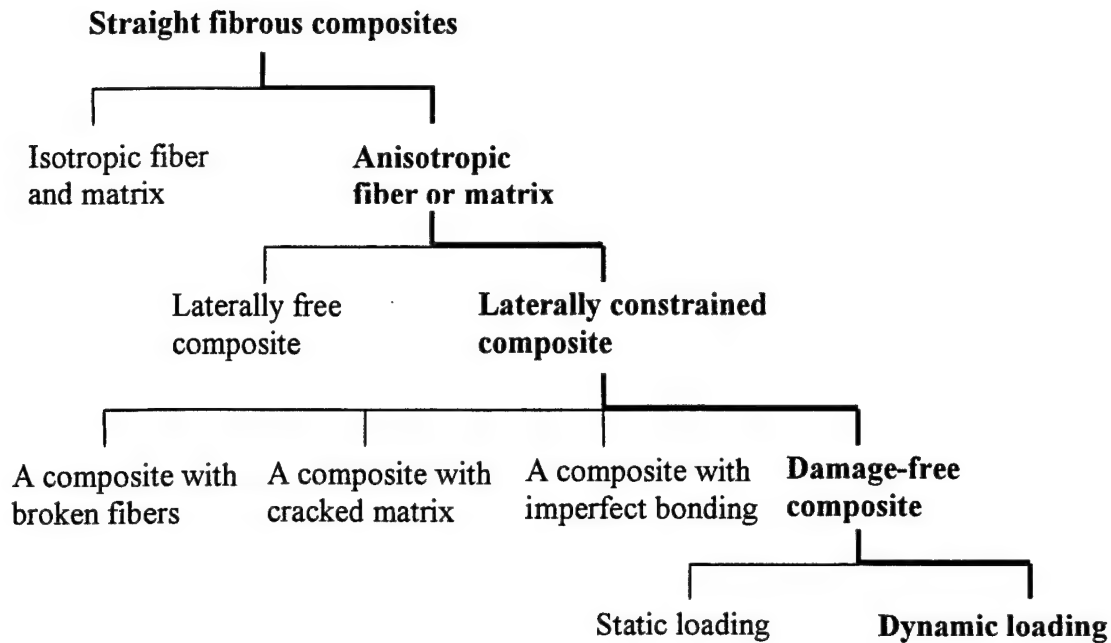 Straight fibrous composites
Isotropic fiber
and matrix
Anisotropic
fiber or matrix
Laterally free
composite
Laterally constrained
composite
A composite with
broken fibers
A composite with
cracked matrix
A composite with
imperfect bonding
Damage-free
composite
Static loading
Dynamic loading